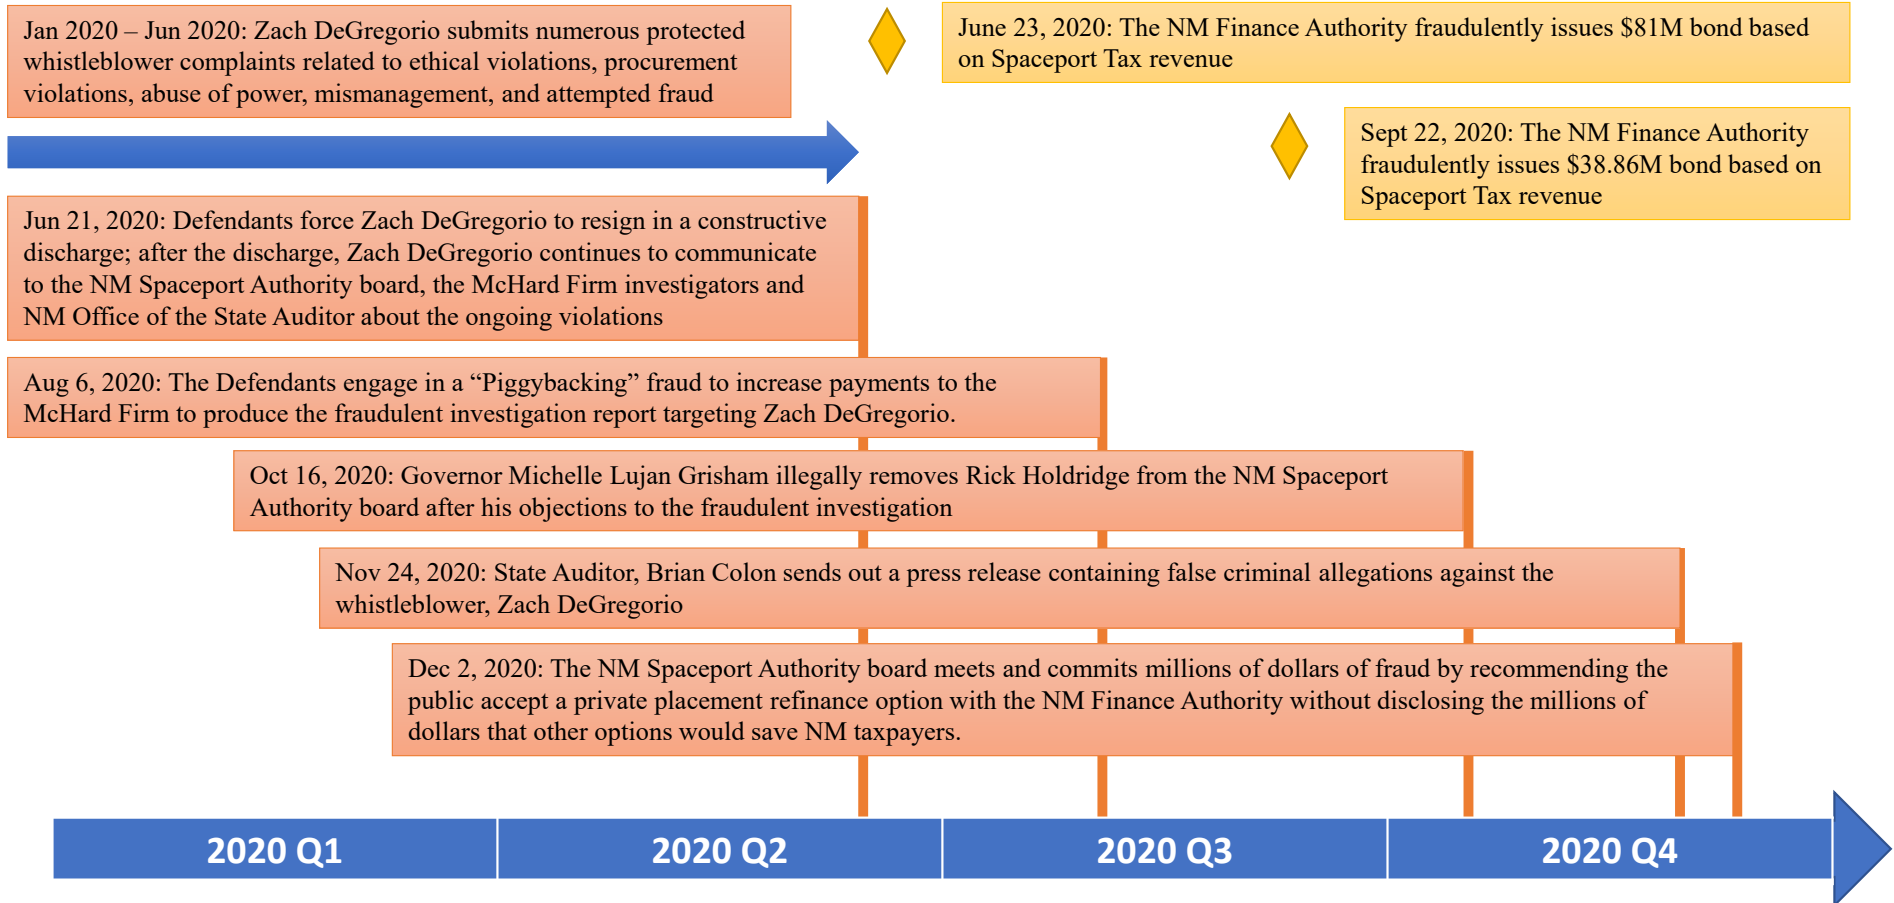 Jan 2020 – Jun 2020: Zach DeGregorio submits numerous protected
whistleblower complaints related to ethical violations, procurement
violations, abuse of power, mismanagement, and attempted fraud
June 23, 2020: The NM Finance Authority fraudulently issues $81M bond based
on Spaceport Tax revenue
Sept 22, 2020: The NM Finance Authority
fraudulently issues $38.86M bond based on
Spaceport Tax revenue
Jun 21, 2020: Defendants force Zach DeGregorio to resign in a constructive
discharge; after the discharge, Zach DeGregorio continues to communicate
to the NM Spaceport Authority board, the McHard Firm investigators and
NM Office of the State Auditor about the ongoing violations
Aug 6, 2020: The Defendants engage in a “Piggybacking” fraud to increase payments to the
McHard Firm to produce the fraudulent investigation report targeting Zach DeGregorio.
Oct 16, 2020: Governor Michelle Lujan Grisham illegally removes Rick Holdridge from the NM Spaceport
Authority board after his objections to the fraudulent investigation
Nov 24, 2020: State Auditor, Brian Colon sends out a press release containing false criminal allegations against the
whistleblower, Zach DeGregorio
Dec 2, 2020: The NM Spaceport Authority board meets and commits millions of dollars of fraud by recommending the
public accept a private placement refinance option with the NM Finance Authority without disclosing the millions of
dollars that other options would save NM taxpayers.
2020 Q1
2020 Q2
2020 Q3
2020 Q4